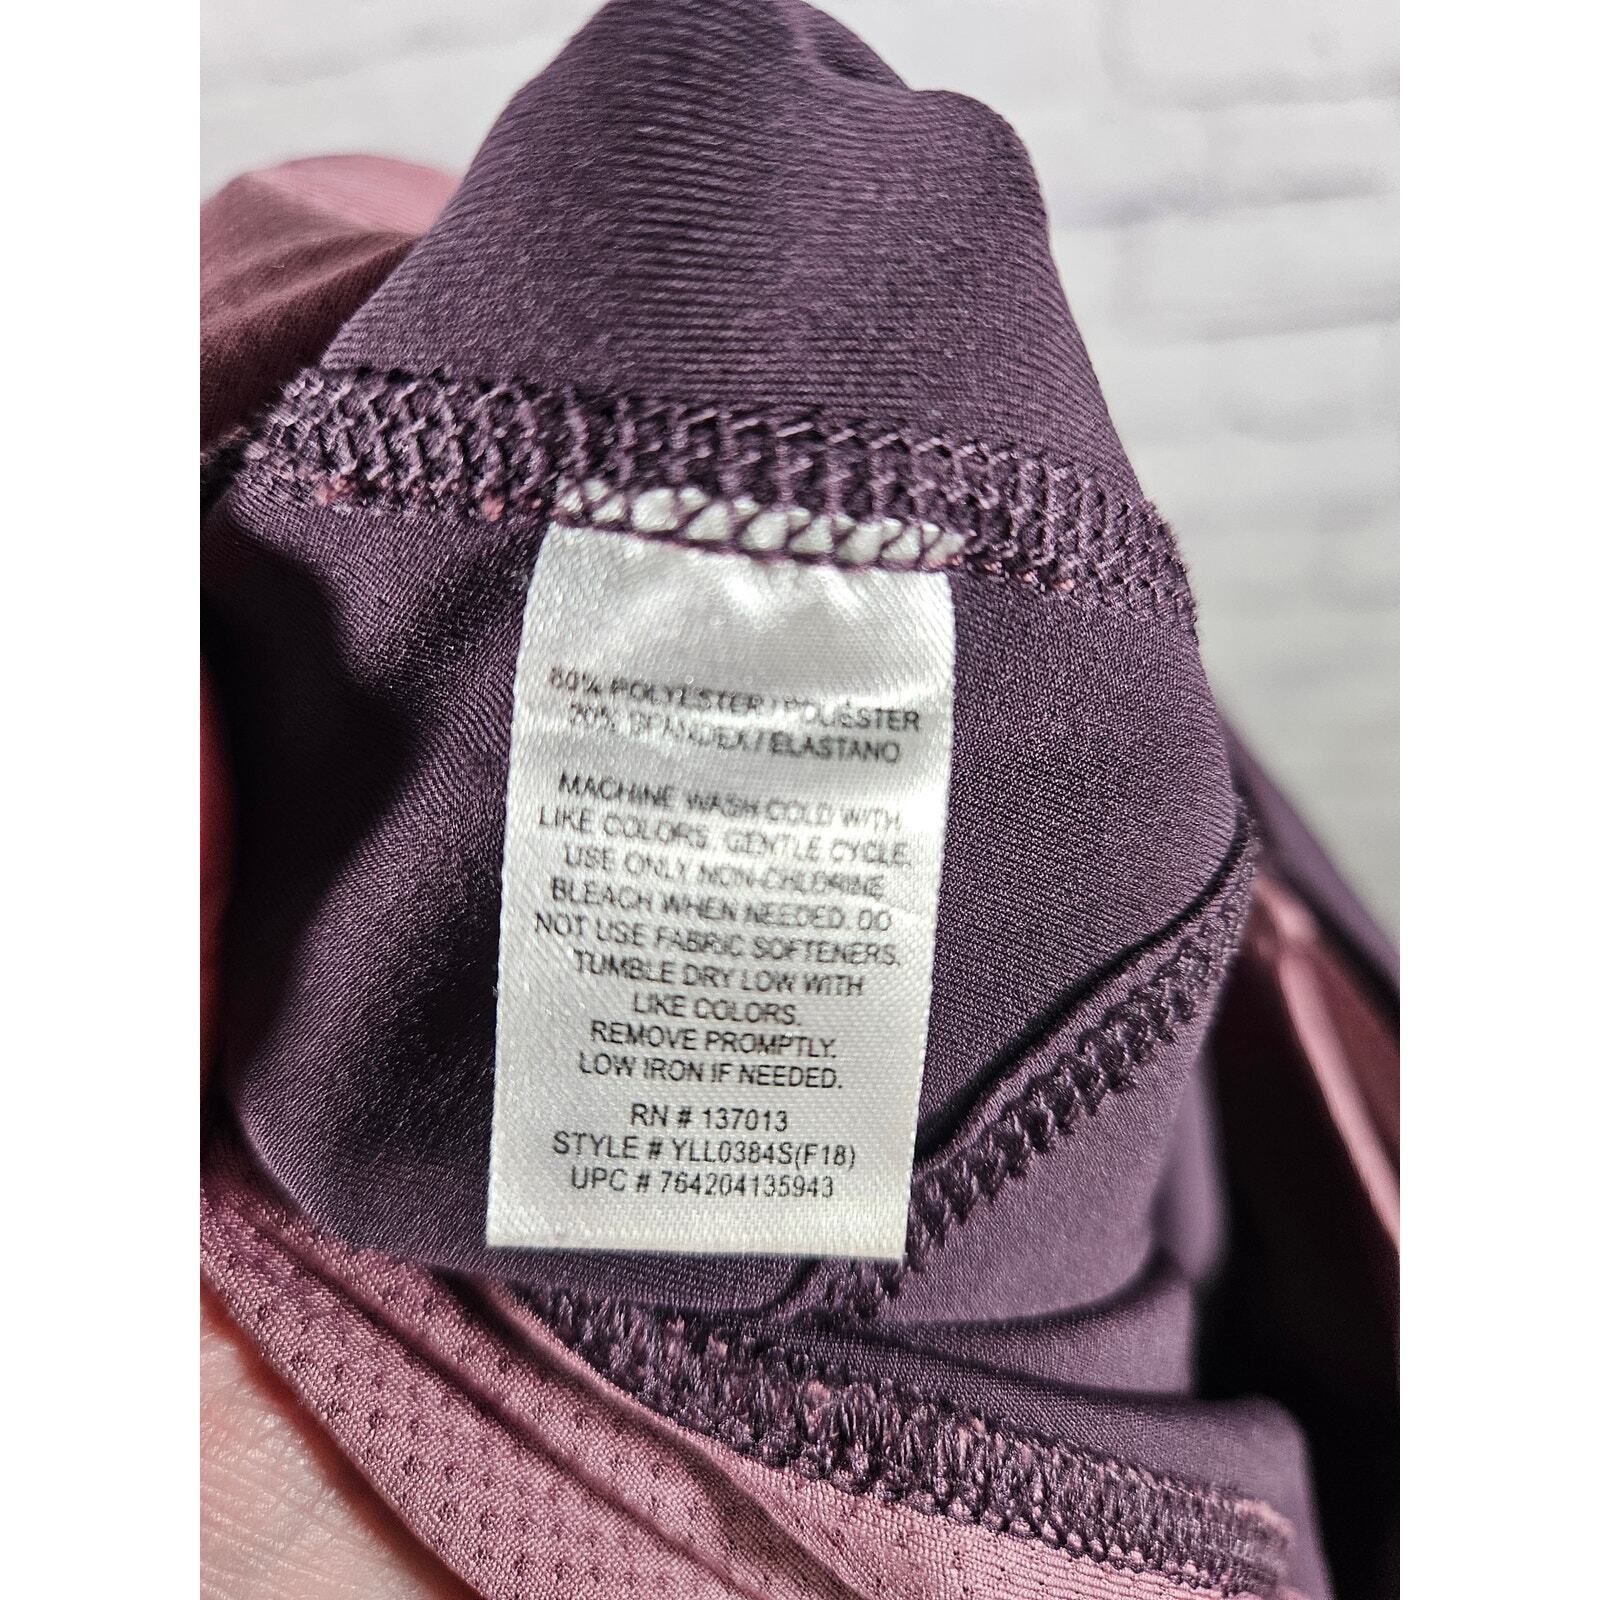 80% POLYESTER / POLIESTER
20% SPANDEX / ELASTANO
MACHINE WASH COLD WITH
LIKE COLORS. GENTLE CYCLE.
USE ONLY NON-CHLORINE
BLEACH WHEN NEEDED. DO
NOT USE FABRIC SOFTENERS.
TUMBLE DRY LOW WITH
LIKE COLORS.
REMOVE PROMPTLY.
LOW IRON IF NEEDED.
RN # 137013
STYLE # YLL0384S(F18)
UPC # 764204135943